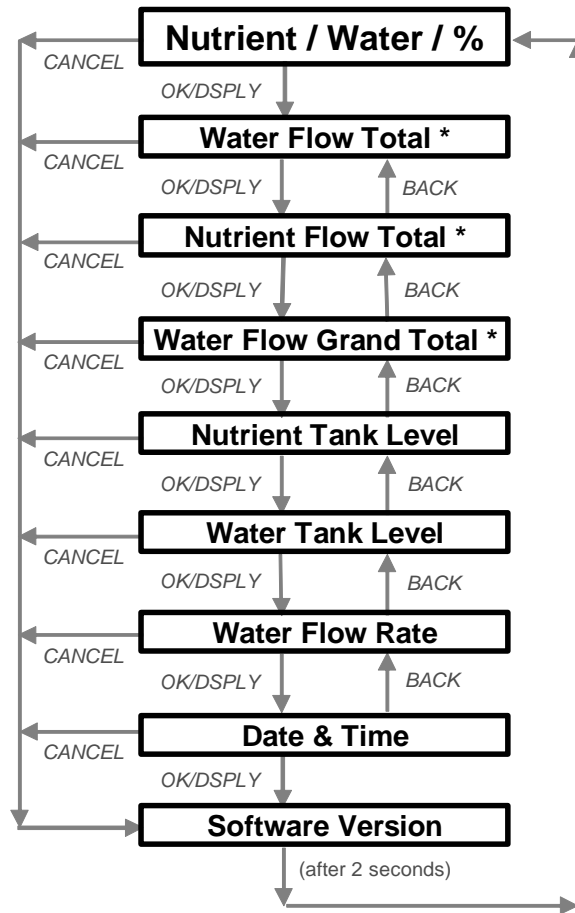 Nutrient / Water / %
CANCEL
OK/DSPLY
Water Flow Total *
CANCEL
OK/DSPLY
BACK
Nutrient Flow Total *
CANCEL
OK/DSPLY
BACK
Water Flow Grand Total *
CANCEL
OK/DSPLY
BACK
Nutrient Tank Level
CANCEL
OK/DSPLY
BACK
Water Tank Level
CANCEL
OK/DSPLY
BACK
Water Flow Rate
CANCEL
OK/DSPLY
BACK
Date & Time
CANCEL
OK/DSPLY
Software Version
(after 2 seconds)